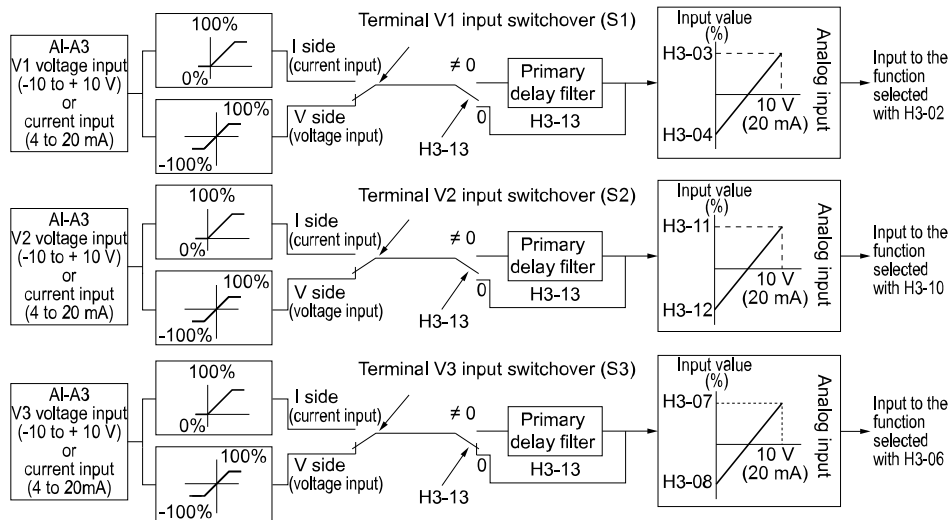 AI-A3
V1 voltage input
(-10 to + 10 V)
or
current input
(4 to 20 mA)
100%
0%
100%
-100%
I side
(current input)
V side
(voltage input)
Terminal V1 input switchover (S1)
≠ 0
0
H3-13
Primary
delay filter
H3-13
Input value
(%)
H3-03
H3-04
10 V
(20 mA)
Analog input
Input to the
function
selected
with H3-02
AI-A3
V2 voltage input
(-10 to + 10 V)
or
current input
(4 to 20 mA)
100%
0%
100%
-100%
I side
(current input)
V side
(voltage input)
Terminal V2 input switchover (S2)
≠ 0
0
H3-13
Primary
delay filter
H3-13
Input value
(%)
H3-11
H3-12
10 V
(20 mA)
Analog input
Input to the
function
selected
with H3-10
AI-A3
V3 voltage input
(-10 to + 10 V)
or
current input
(4 to 20mA)
100%
0%
100%
-100%
I side
(current input)
V side
(voltage input)
Terminal V3 input switchover (S3)
≠ 0
0
H3-13
Primary
delay filter
H3-13
Input value
(%)
H3-07
H3-08
10 V
(20 mA)
Analog input
Input to the
function
selected
with H3-06